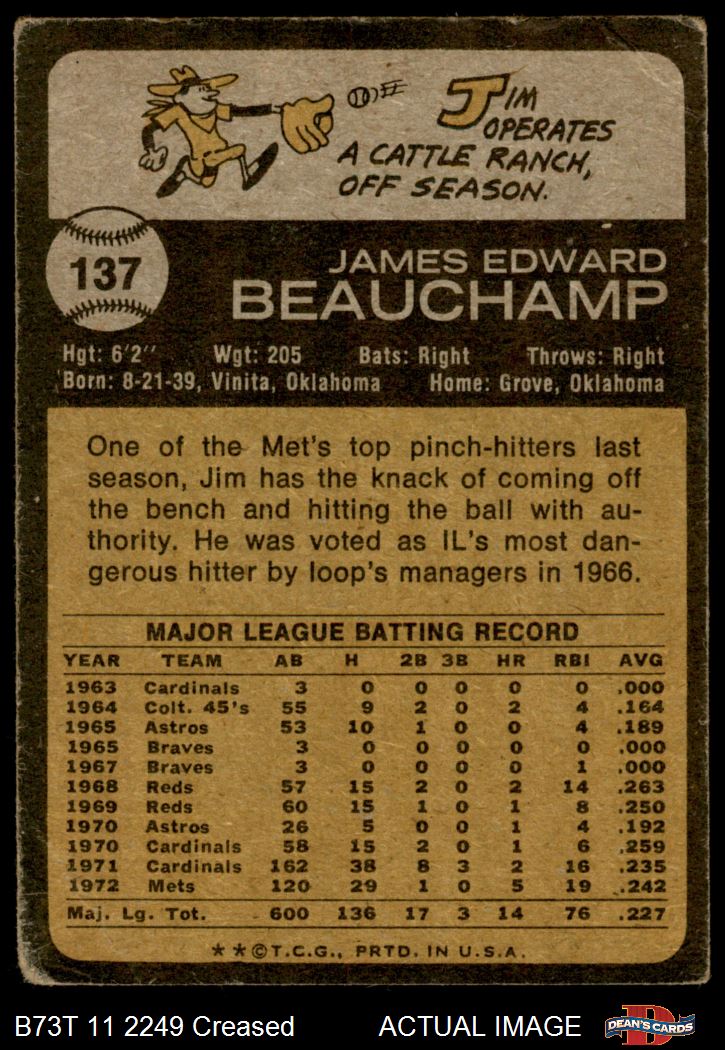 JIM
OPERATES
A CATTLE RANCH,
OFF SEASON.
137
JAMES EDWARD
BEAUCHAMP
Hgt: 6'2" Wgt: 205 Bats: Right Throws: Right
Born: 8-21-39, Vinita, Oklahoma Home: Grove, Oklahoma
One of the Met's top pinch-hitters last
season, Jim has the knack of coming off
the bench and hitting the ball with au-
thority. He was voted as IL's most dan-
gerous hitter by loop's managers in 1966.
MAJOR LEAGUE BATTING RECORD
YEAR TEAM AB H 2B 3B HR RBI AVG
1963 Cardinals 3 0 0 0 0 0 .000
1964 Colt. 45's 55 9 2 0 2 4 .164
1965 Astros 53 10 1 0 0 4 .189
1965 Braves 3 0 0 0 0 0 .000
1967 Braves 3 0 0 0 0 1 .000
1968 Reds 57 15 2 0 2 14 .263
1969 Reds 60 15 1 0 1 8 .250
1970 Astros 26 5 0 0 1 4 .192
1970 Cardinals 58 15 2 0 1 6 .259
1971 Cardinals 162 38 8 3 2 16 .235
1972 Mets 120 29 1 0 5 19 .242
Maj. Lg. Tot. 600 136 17 3 14 76 .227
**©T.C.G., PRTD. IN U.S.A.
B73T 11 2249 Creased ACTUAL IMAGE
D
DEAN'S CARDS